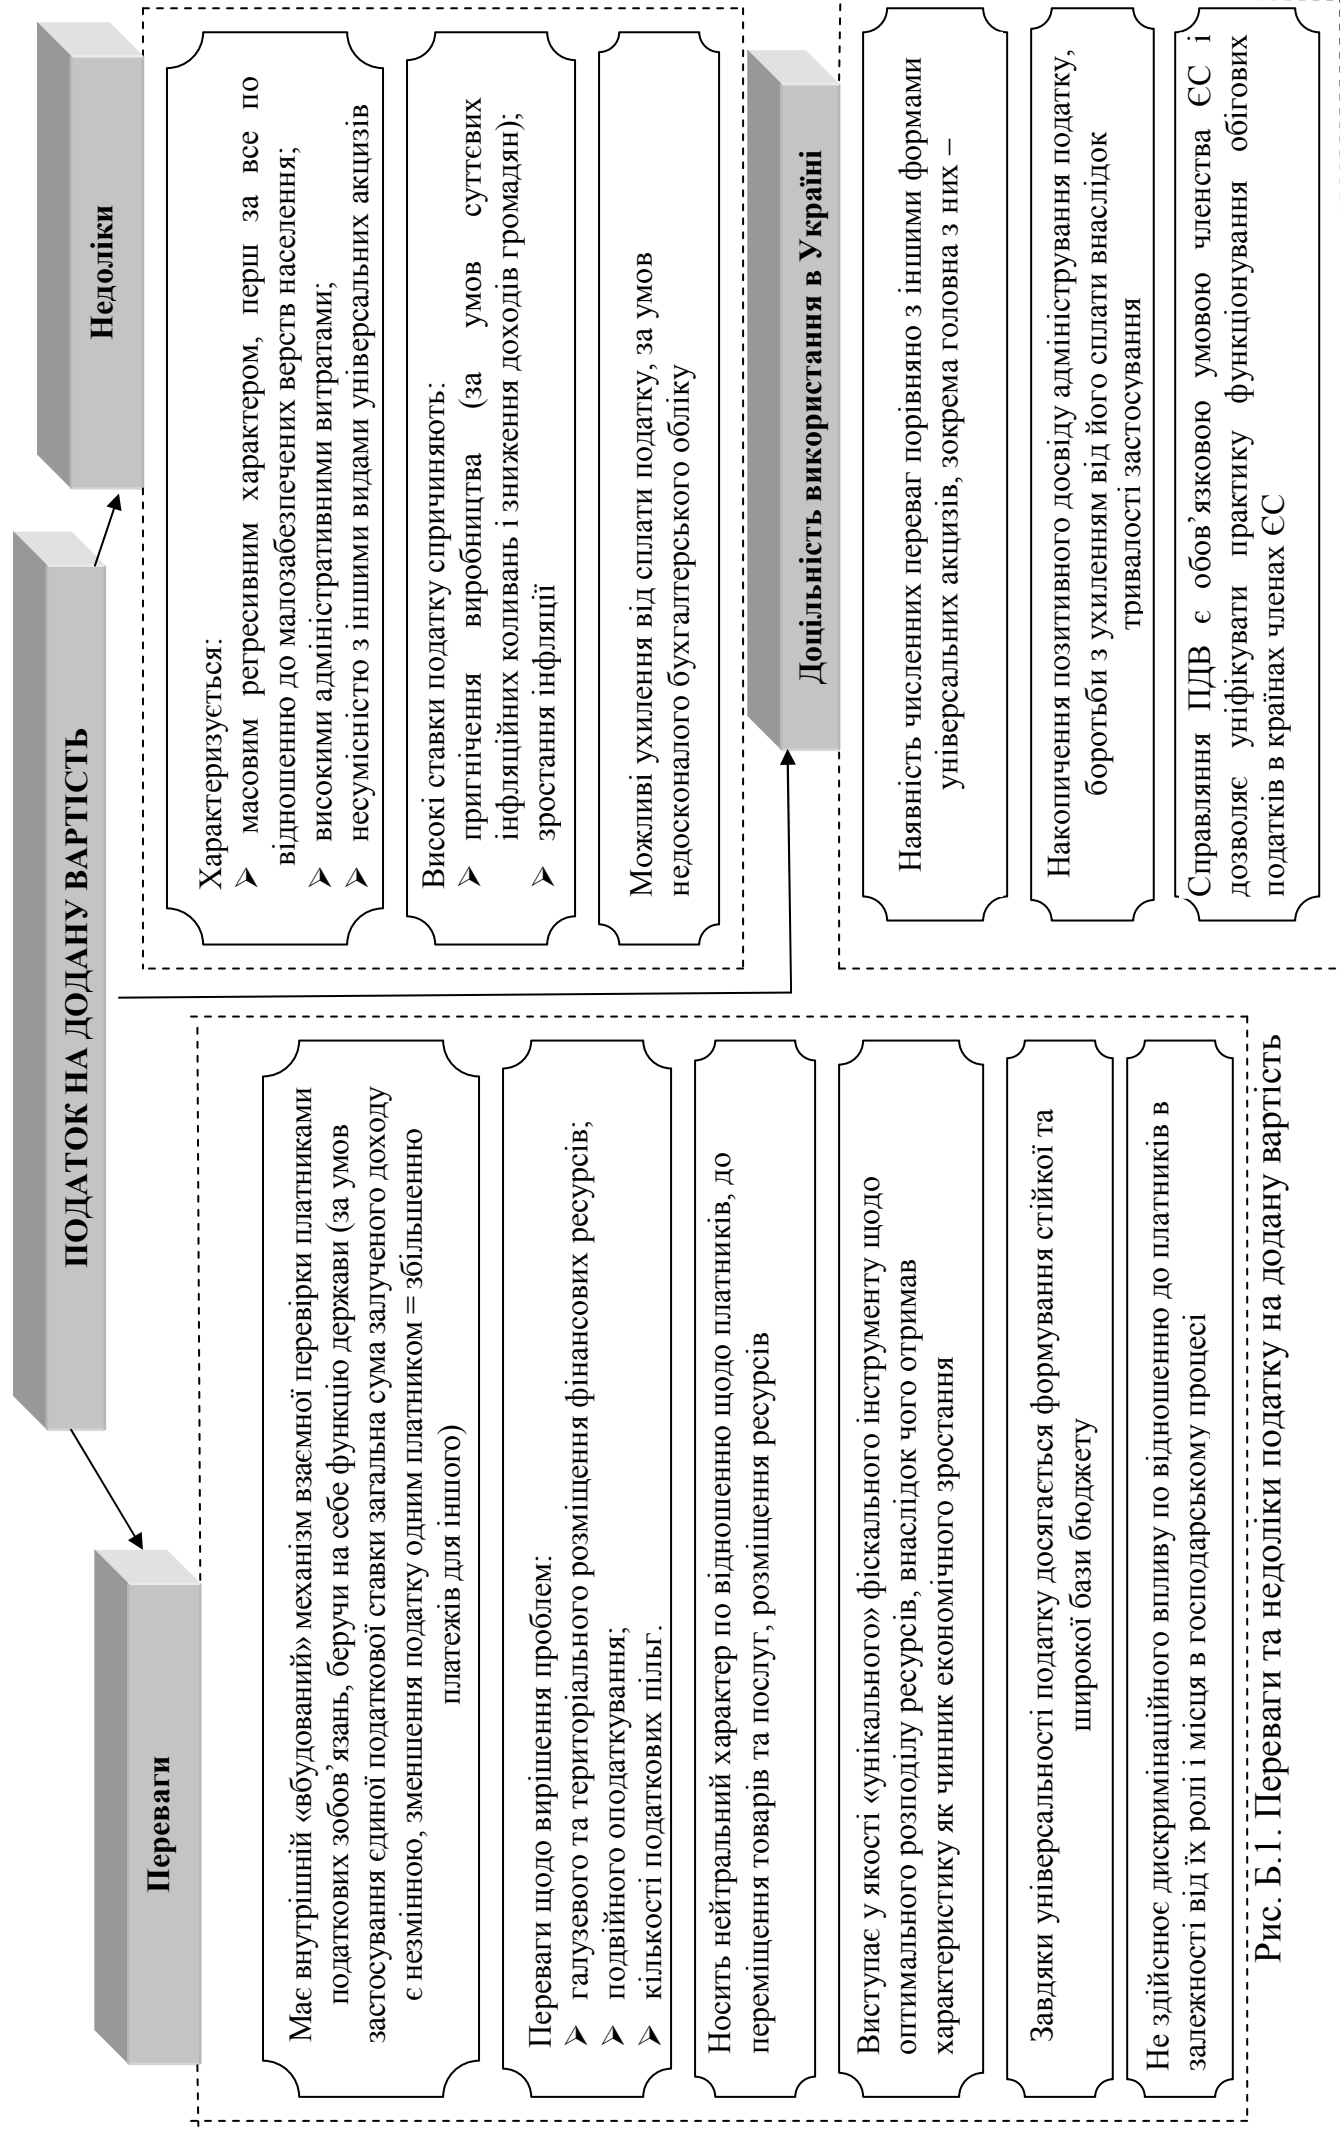 ПОДАТОК НА ДОДАНУ ВАРТІСТЬ
Переваги
Має внутрішній «вбудований» механізм взаємної перевірки платниками
податкових зобов’язань, беручи на себе функцію держави (за умов
застосування єдиної податкової ставки загальна сума залученого доходу
є незмінною, зменшення податку одним платником = збільшенню
платежів для іншого)
Переваги щодо вирішення проблем:
➢ галузевого та територіального розміщення фінансових ресурсів;
➢ подвійного оподаткування;
➢ кількості податкових пільг.
Носить нейтральний характер по відношенню щодо платників, до
переміщення товарів та послуг, розміщення ресурсів
Виступає у якості «унікального» фіскального інструменту щодо
оптимального розподілу ресурсів, внаслідок чого отримав
характеристику як чинник економічного зростання
Завдяки універсальності податку досягається формування стійкої та
широкої бази бюджету
Не здійснює дискримінаційного впливу по відношенню до платників в
залежності від їх ролі і місця в господарському процесі
Недоліки
Характеризується:
➢ масовим регресивним характером, перш за все по
відношенню до малозабезпечених верств населення;
➢ високими адміністративними витратами;
➢ несумісністю з іншими видами універсальних акцизів
Високі ставки податку спричиняють:
➢ пригнічення виробництва (за умов суттєвих
інфляційних коливань і зниження доходів громадян);
➢ зростання інфляції
Можливі ухилення від сплати податку, за умов
недосконалого бухгалтерського обліку
Доцільність використання в Україні
Наявність численних переваг порівняно з іншими формами
універсальних акцизів, зокрема головна з них –
Накопичення позитивного досвіду адміністрування податку,
боротьби з ухиленням від його сплати внаслідок
тривалості застосування
Справляння ПДВ є обов’язковою умовою членства ЄС і
дозволяє уніфікувати практику функціонування обігових
податків в країнах членах ЄС
Рис. Б.1. Переваги та недоліки податку на додану вартість